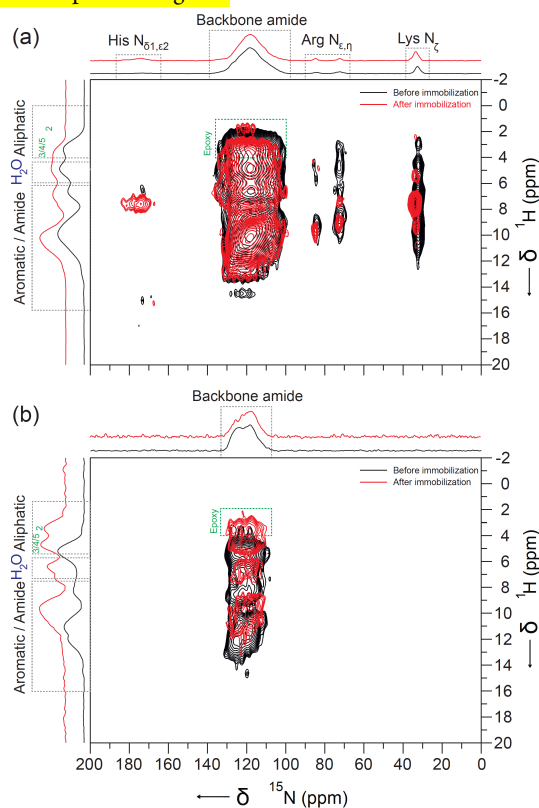 (a)
His Nδ1,ε2
Backbone amide
Arg Nε,η
Lys Nζ
Before immobilization
After immobilization
Epoxy
Aromatic / Amide H2O Aliphatic
3/4/5 2
-2
0
2
4
6
8
10
12
14
16
18
20
← δ 1H (ppm)
(b)
Backbone amide
Before immobilization
After immobilization
Epoxy
Aromatic / Amide H2O Aliphatic
3/4/5 2
-2
0
2
4
6
8
10
12
14
16
18
20
← δ 1H (ppm)
200 180 160 140 120 100 80 60 40 20 0
← δ 15N (ppm)